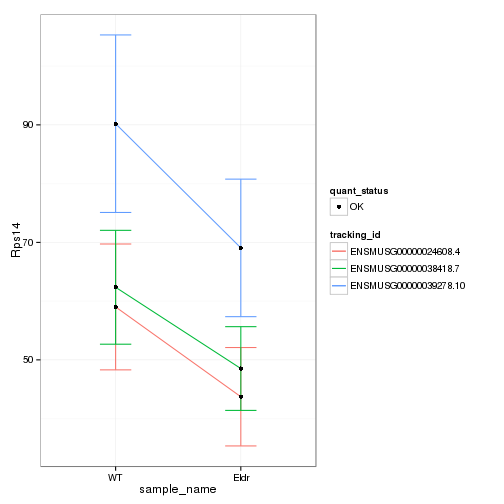 Rps14
90
70
50
WT
Eldr
sample_name
quant_status
OK
tracking_id
ENSMUSG00000024608.4
ENSMUSG00000038418.7
ENSMUSG00000039278.10